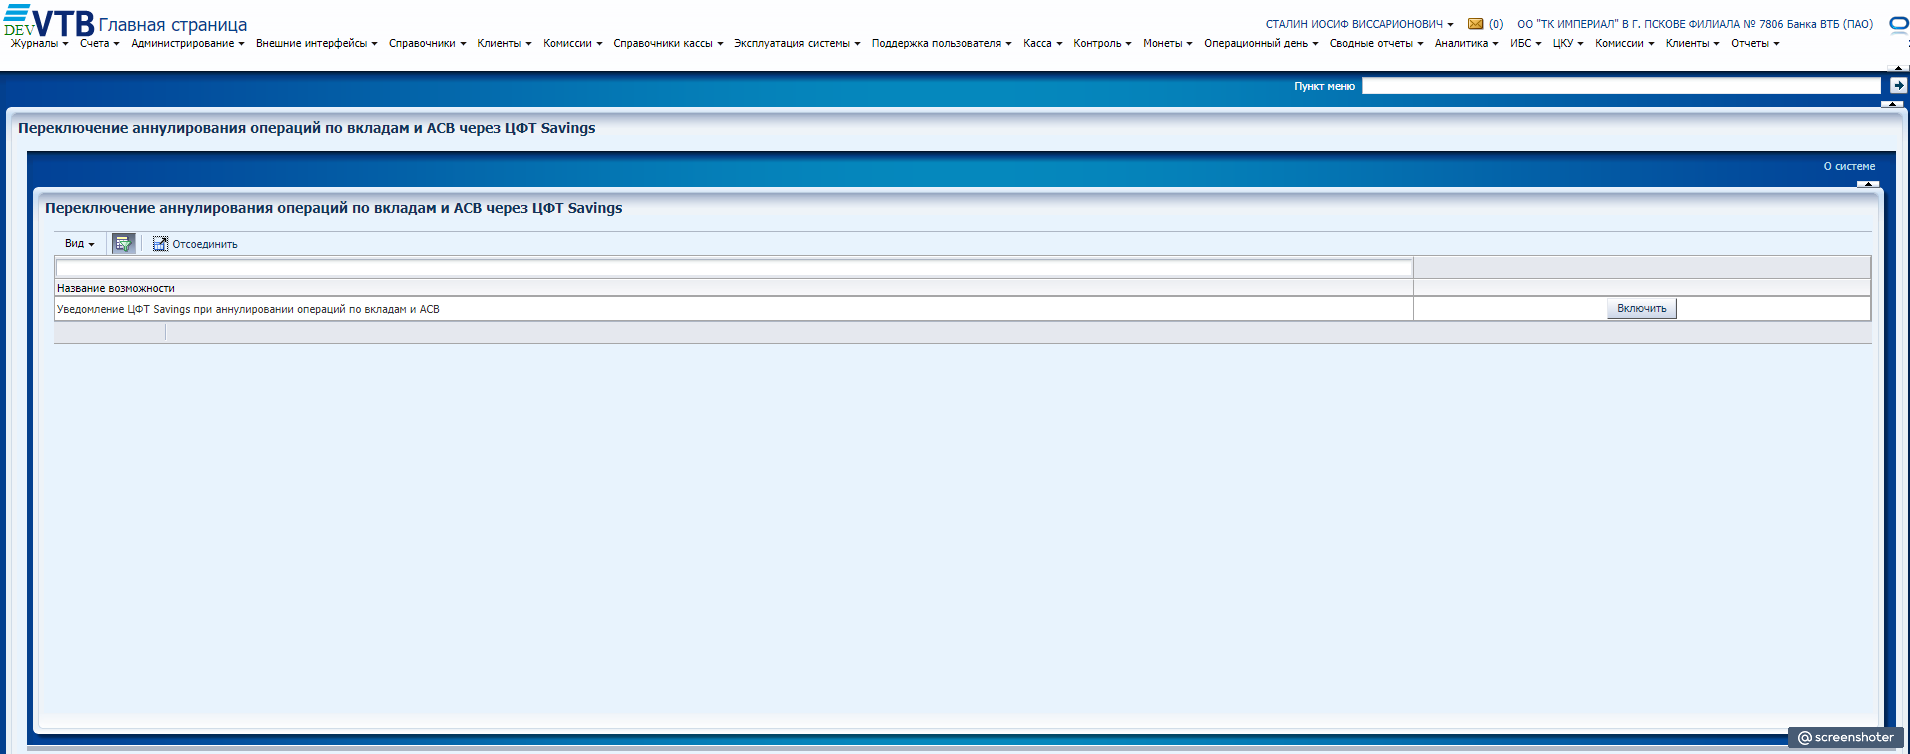 DEV VTB Главная страница
СТАЛИН ИОСИФ ВИССАРИОНОВИЧ (0) ОО "ТК ИМПЕРИАЛ" В Г. ПСКОВЕ ФИЛИАЛА № 7806 Банка ВТБ (ПАО)
Журналы Счета Администрирование Внешние интерфейсы Справочники Клиенты Комиссии Справочники кассы Эксплуатация системы Поддержка пользователя Касса Контроль Монеты Операционный день Сводные отчеты Аналитика ИБС ЦКУ Комиссии Клиенты Отчеты
Пункт меню
Переключение аннулирования операций по вкладам и АСВ через ЦФТ Savings
О системе
Переключение аннулирования операций по вкладам и АСВ через ЦФТ Savings
Вид Отсоединить
Название возможности
Уведомление ЦФТ Savings при аннулировании операций по вкладам и АСВ Включить
@screenshoter